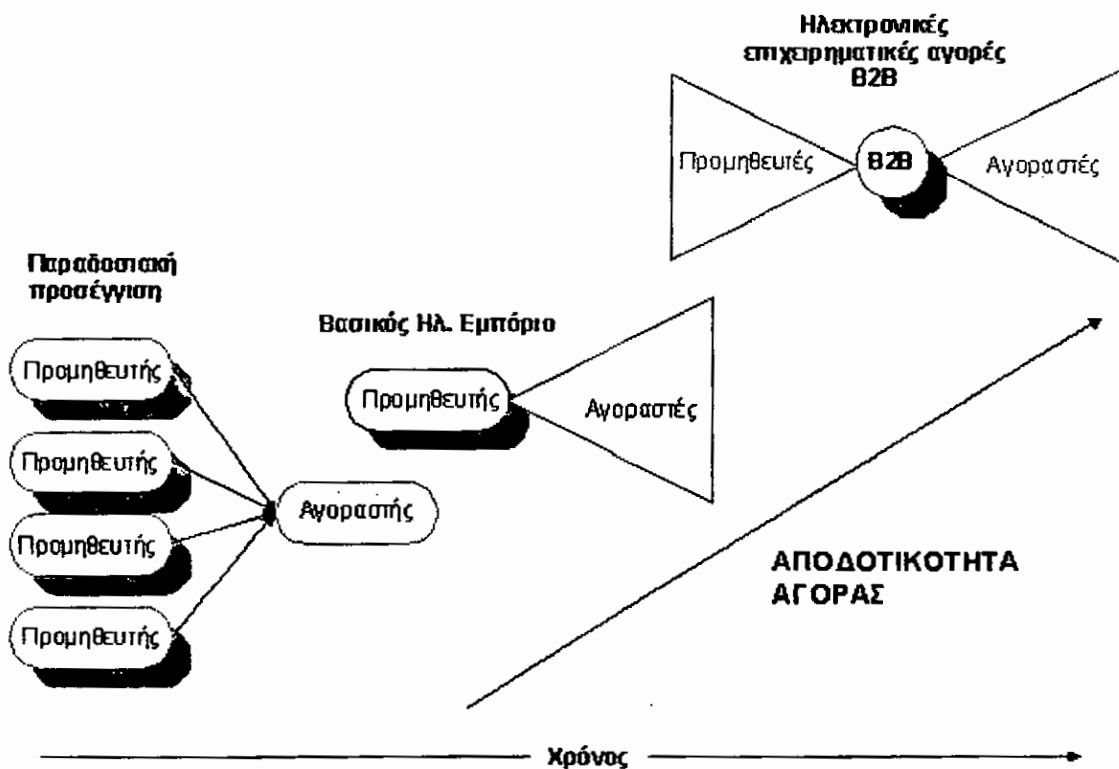 Ηλεκτρονικές
επιχειρηματικές αγορές
B2B
Προμηθευτές
B2B
Αγοραστές
Παραδοσιακή
προσέγγιση
Προμηθευτής
Προμηθευτής
Προμηθευτής
Προμηθευτής
Αγοραστής
Βασικός Ηλ. Εμπόριο
Προμηθευτής
Αγοραστές
ΑΠΟΔΟΤΙΚΟΤΗΤΑ
ΑΓΟΡΑΣ
Χρόνος